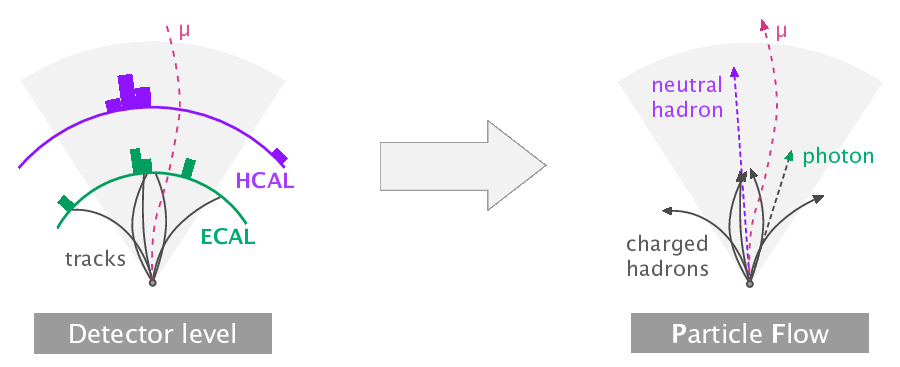 μ
HCAL
ECAL
tracks
Detector level
μ
neutral
hadron
photon
charged
hadrons
Particle Flow